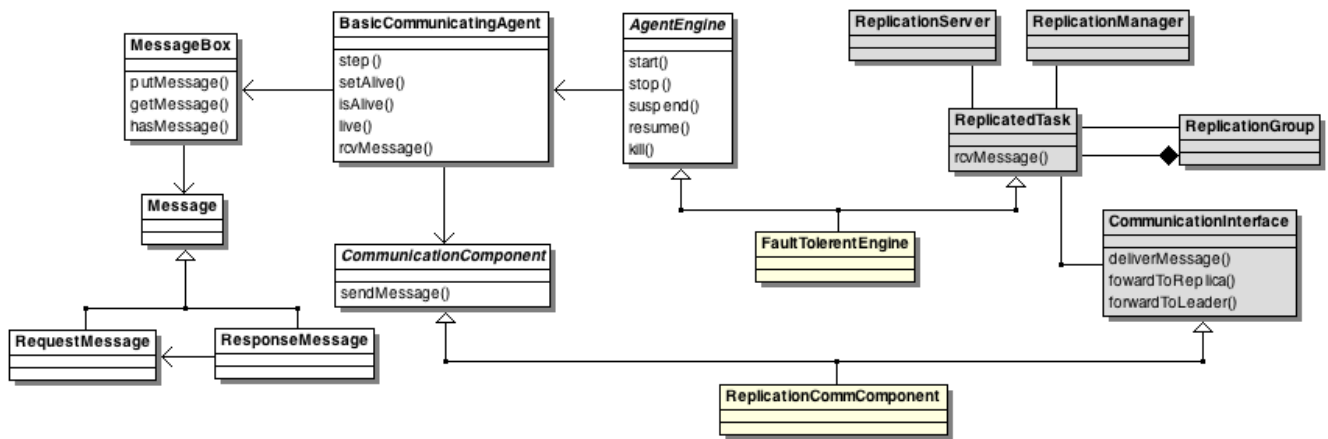 MessageBox
putMessage()
getMessage()
hasMessage()
BasicCommunicatingAgent
step()
setAlive()
isAlive()
live()
rcvMessage()
AgentEngine
start()
stop()
suspend()
resume()
kill()
ReplicationServer
ReplicationManager
ReplicatedTask
rcvMessage()
ReplicationGroup
Message
CommunicationComponent
sendMessage()
FaultTolerentEngine
CommunicationInterface
deliverMessage()
fowardToReplica()
forwardToLeader()
RequestMessage
ResponseMessage
ReplicationCommComponent